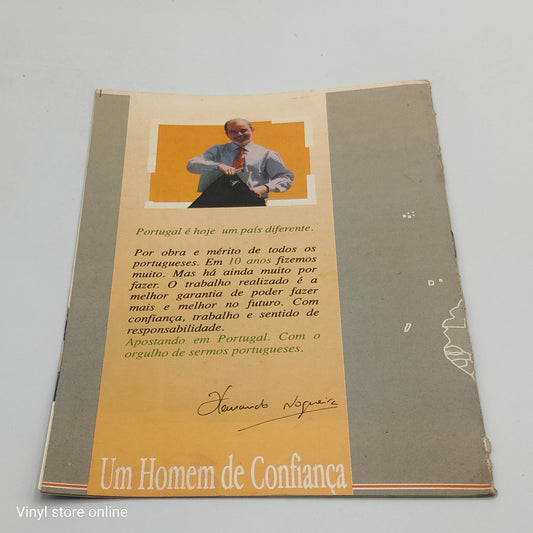 Portugal é hoje um país diferente.
Por obra e mérito de todos os
portugueses. Em 10 anos fizemos
muito. Mas há ainda muito por
fazer. O trabalho realizado é a
melhor garantia de poder fazer
mais e melhor no futuro. Com
confiança, trabalho e sentido de
responsabilidade.
Apostando em Portugal. Com o
orgulho de sermos portugueses.
Fernando Nogueira
Um Homem de Confiança
Vinyl store online